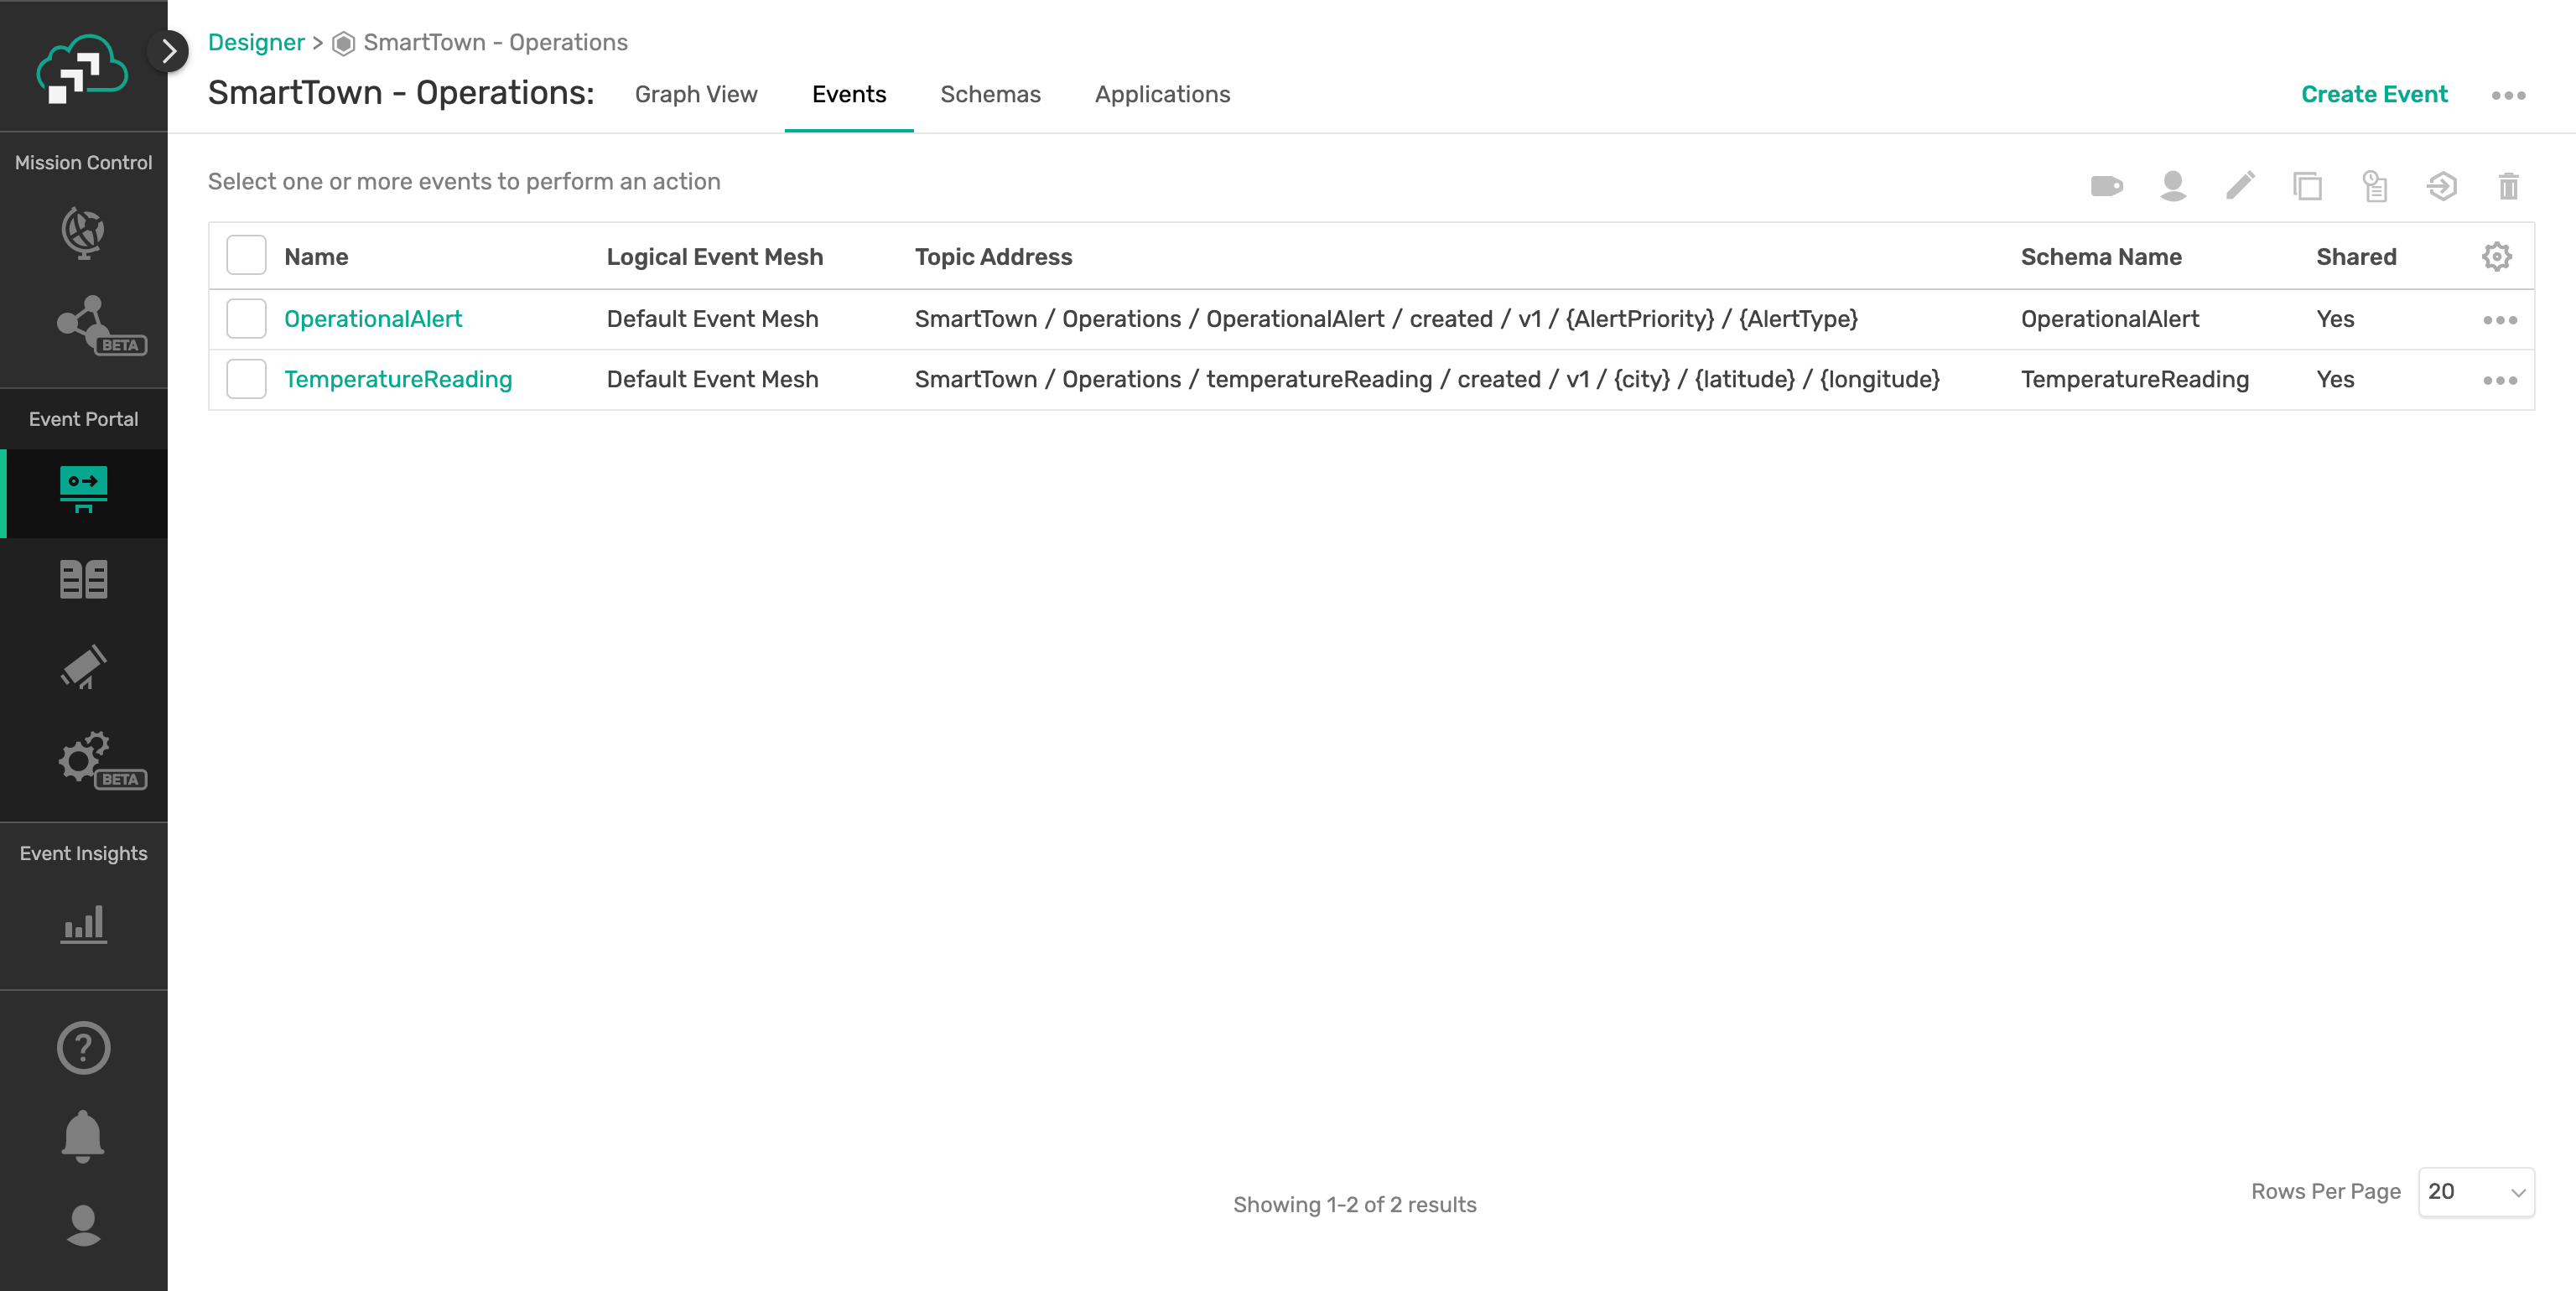 Designer > SmartTown - Operations
SmartTown - Operations: Graph View Events Schemas Applications Create Event
Mission Control
BETA
Event Portal
BETA
Event Insights
Select one or more events to perform an action
Name Logical Event Mesh Topic Address Schema Name Shared
OperationalAlert Default Event Mesh SmartTown / Operations / OperationalAlert / created / v1 / {AlertPriority} / {AlertType} OperationalAlert Yes
TemperatureReading Default Event Mesh SmartTown / Operations / temperatureReading / created / v1 / {city} / {latitude} / {longitude} TemperatureReading Yes
Showing 1-2 of 2 results
Rows Per Page 20